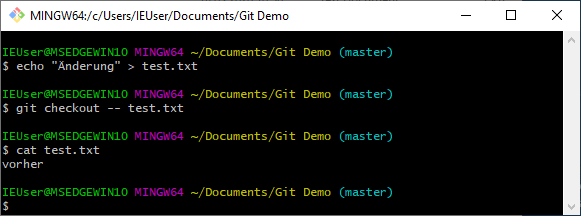 MINGW64:/c/Users/IEUser/Documents/Git Demo
IEUser@MSEDGEWIN10 MINGW64 ~/Documents/Git Demo (master)
$ echo "Änderung" > test.txt
IEUser@MSEDGEWIN10 MINGW64 ~/Documents/Git Demo (master)
$ git checkout -- test.txt
IEUser@MSEDGEWIN10 MINGW64 ~/Documents/Git Demo (master)
$ cat test.txt
vorher
IEUser@MSEDGEWIN10 MINGW64 ~/Documents/Git Demo (master)
$